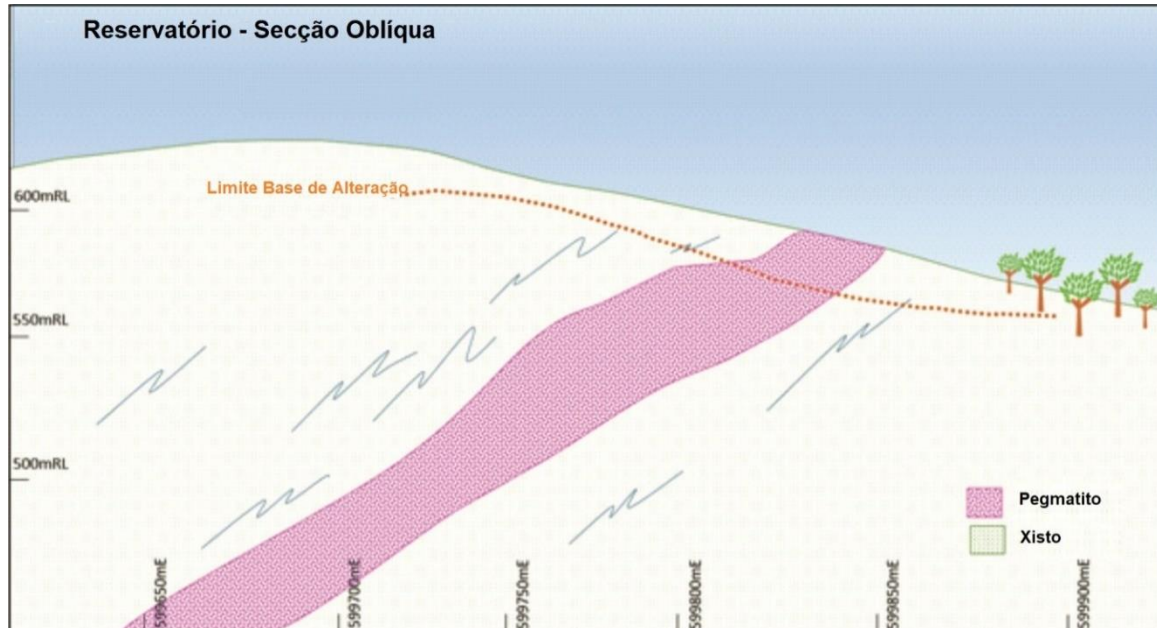 Reservatório - Secção Oblíqua
Limite Base de Alteração
600mRL
550mRL
500mRL
Pegmatito
Xisto
599650mE
599700mE
599750mE
599800mE
599850mE
599900mE